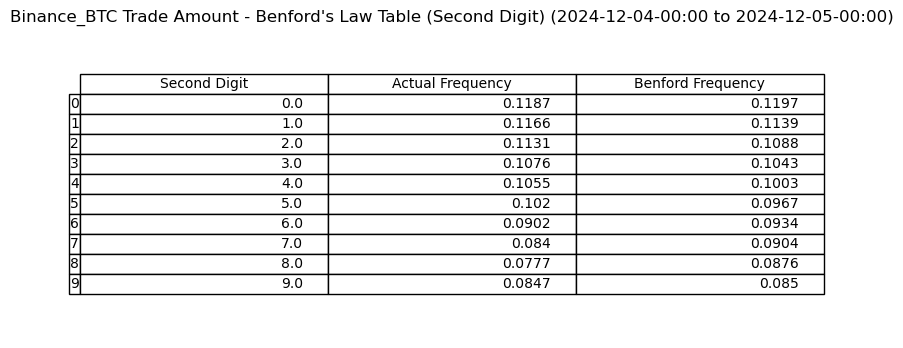 Binance_BTC Trade Amount - Benford's Law Table (Second Digit) (2024-12-04-00:00 to 2024-12-05-00:00)
Second Digit Actual Frequency Benford Frequency
0 0.0 0.1187 0.1197
1 1.0 0.1166 0.1139
2 2.0 0.1131 0.1088
3 3.0 0.1076 0.1043
4 4.0 0.1055 0.1003
5 5.0 0.102 0.0967
6 6.0 0.0902 0.0934
7 7.0 0.084 0.0904
8 8.0 0.0777 0.0876
9 9.0 0.0847 0.085